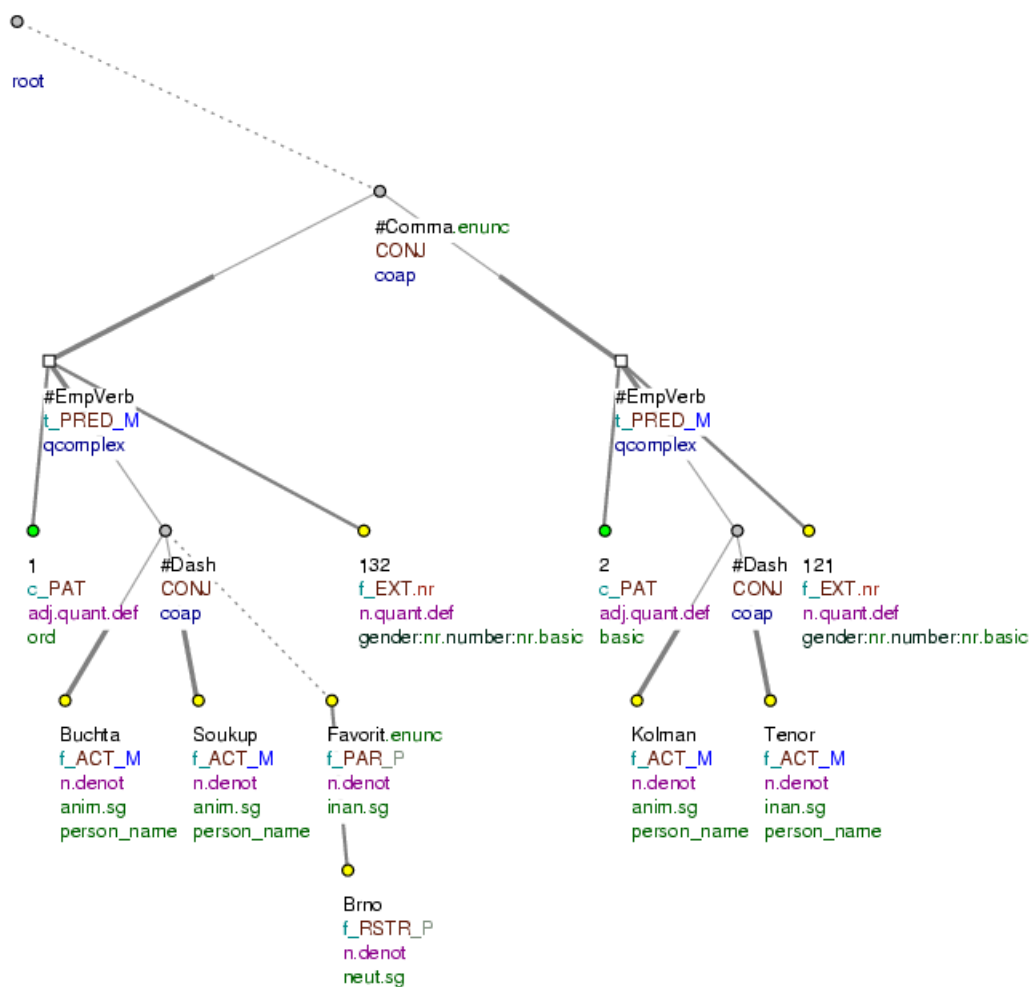 root
#Comma.enunc
CONJ
coap
#EmpVerb
t_PRED_M
qcomplex
#EmpVerb
t_PRED_M
qcomplex
1
c_PAT
adj.quant.def
ord
#Dash
CONJ
coap
132
f_EXT.nr
n.quant.def
gender:nr.number:nr.basic
2
c_PAT
adj.quant.def
basic
#Dash
CONJ
coap
121
f_EXT.nr
n.quant.def
gender:nr.number:nr.basic
Buchta
f_ACT_M
n.denot
anim.sg
person_name
Soukup
f_ACT_M
n.denot
anim.sg
person_name
Favorit.enunc
f_PAR_P
n.denot
inan.sg
Kolman
f_ACT_M
n.denot
anim.sg
person_name
Tenor
f_ACT_M
n.denot
inan.sg
person_name
Brno
f_RSTR_P
n.denot
neut.sg